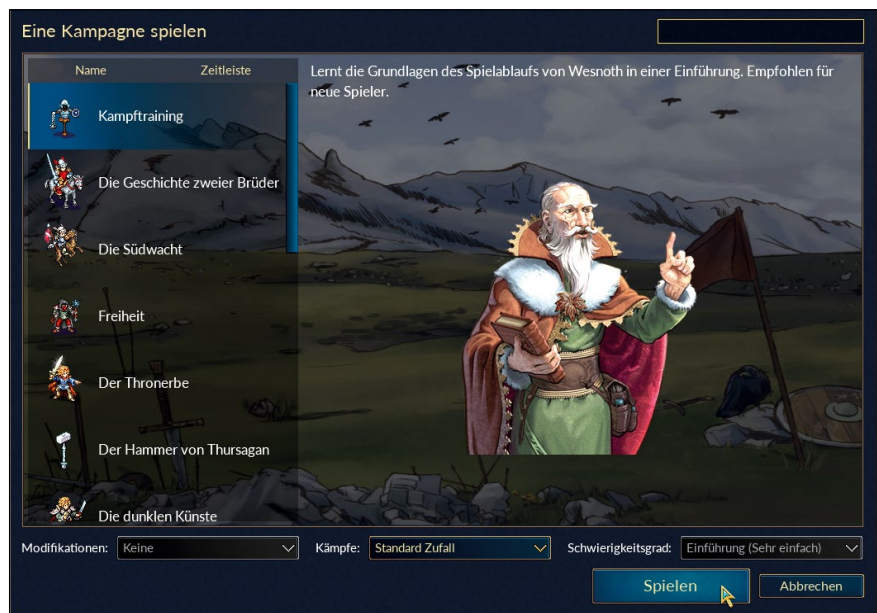 Eine Kampagne spielen
Name Zeitleiste
Kampftraining
Die Geschichte zweier Brüder
Die Südwacht
Freiheit
Der Thronerbe
Der Hammer von Thursagan
Die dunklen Künste
Lernt die Grundlagen des Spielablaufs von Wesnoth in einer Einführung. Empfohlen für
neue Spieler.
Modifikationen: Keine Kämpfe: Standard Zufall Schwierigkeitsgrad: Einführung (Sehr einfach)
Spielen Abbrechen